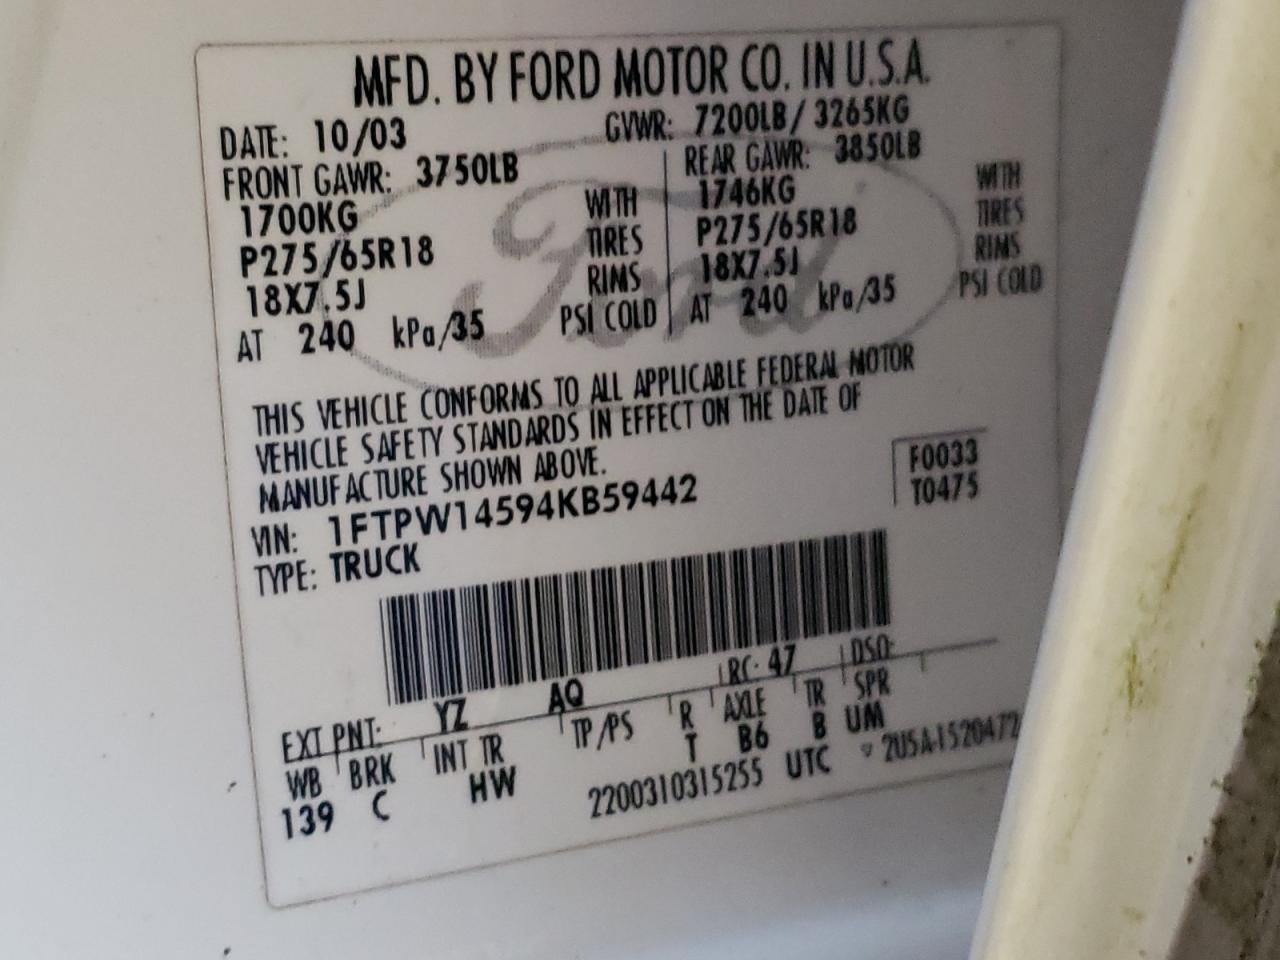 MFD. BY FORD MOTOR CO. IN U.S.A.
DATE: 10/03 GVWR: 7200LB/ 3265KG
FRONT GAWR: 3750LB REAR GAWR: 3850LB
1700KG WITH 1746KG WITH
P275/65R18 TIRES P275/65R18 TIRES
18X7.5J RIMS 18X7.5J RIMS
AT 240 kPa/35 PSI COLD AT 240 kPa/35 PSI COLD
Ford
THIS VEHICLE CONFORMS TO ALL APPLICABLE FEDERAL MOTOR
VEHICLE SAFETY STANDARDS IN EFFECT ON THE DATE OF
MANUFACTURE SHOWN ABOVE.
F0033
T0475
VIN: 1FTPW14594KB59442
TYPE: TRUCK
EXT PNT: YZ AQ RC: 47 DSO:
WB BRK INT TR TP/PS R AXLE TR SPR
139 C HW T B6 B UM
2200310315255 UTC 2U5A-1520472